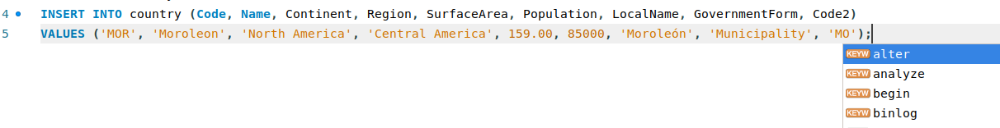 4 INSERT INTO country (Code, Name, Continent, Region, SurfaceArea, Population, LocalName, GovernmentForm, Code2)
5 VALUES ('MOR', 'Moroleon', 'North America', 'Central America', 159.00, 85000, 'Moroleón', 'Municipality', 'MO');
KEYW alter
KEYW analyze
KEYW begin
KEYW binlog